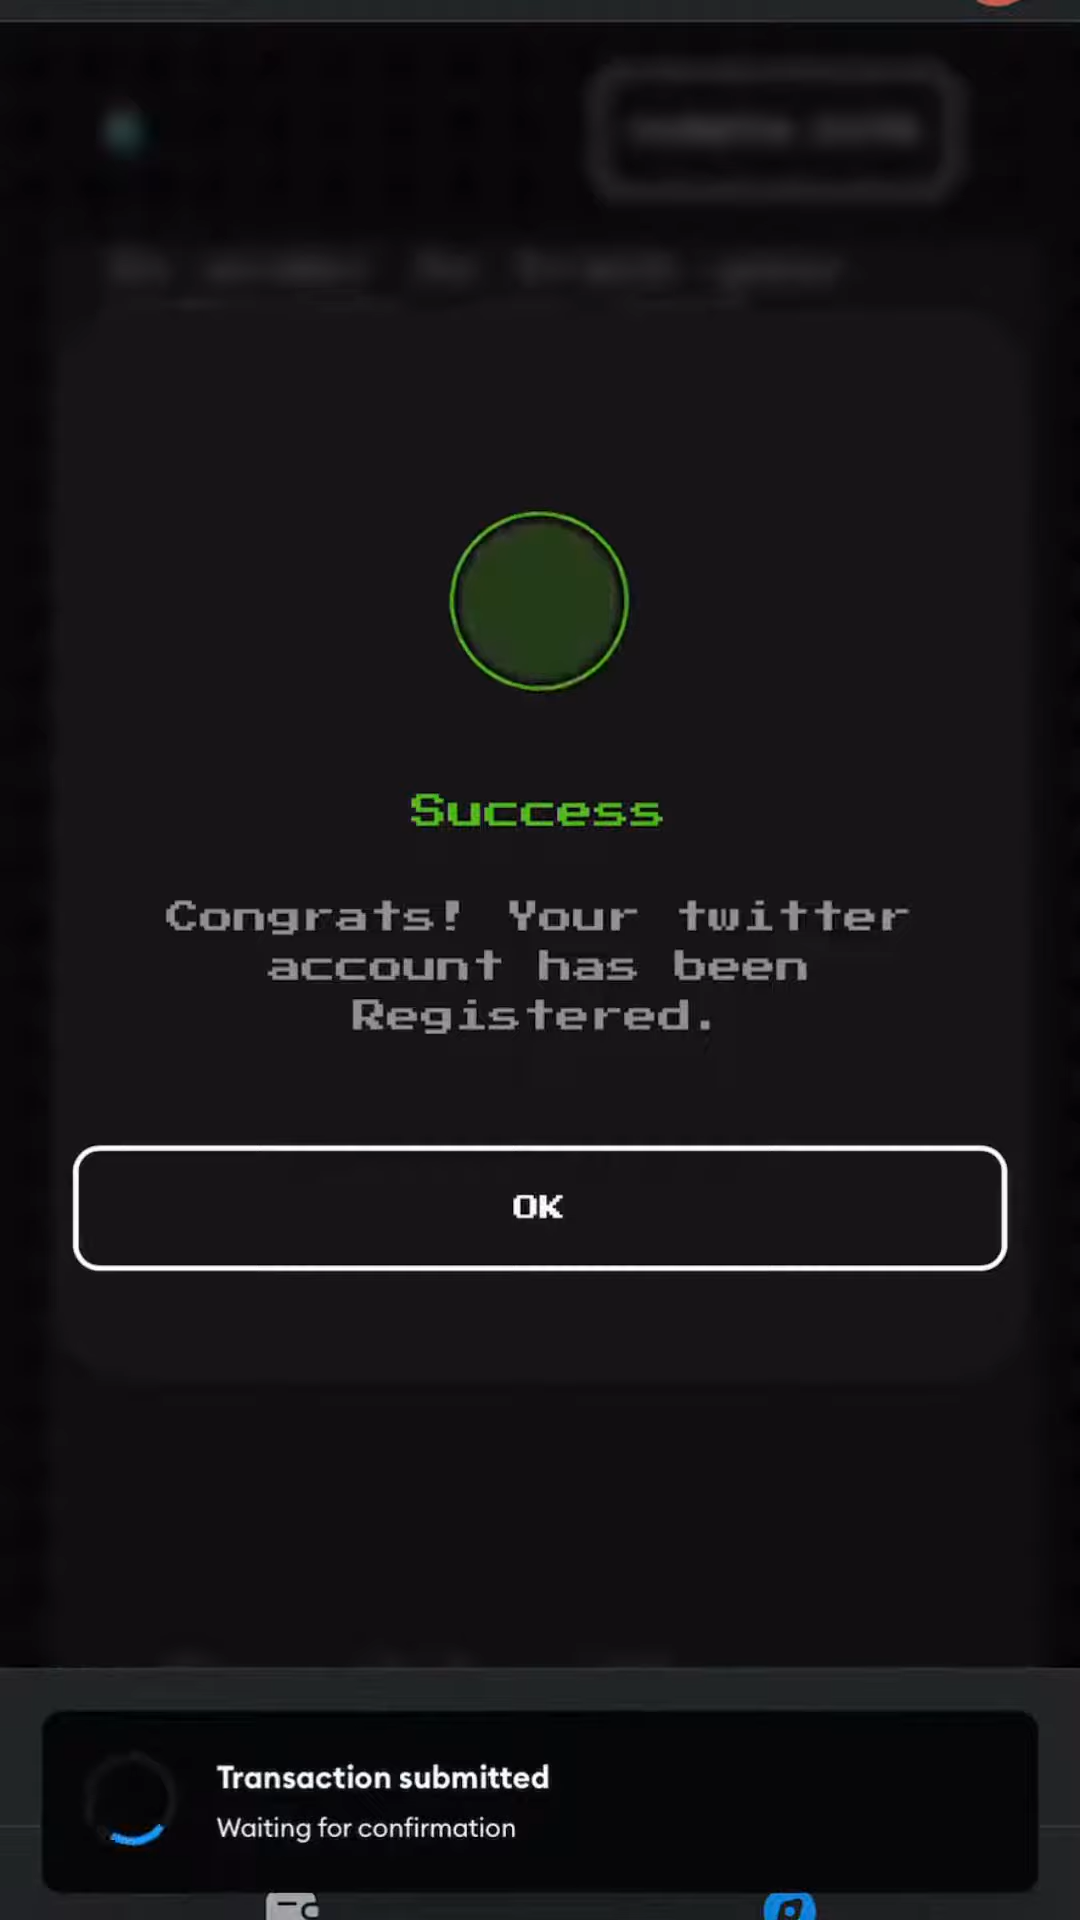 Success
Congrats! Your twitter
account has been
Registered.
OK
Transaction submitted
Waiting for confirmation